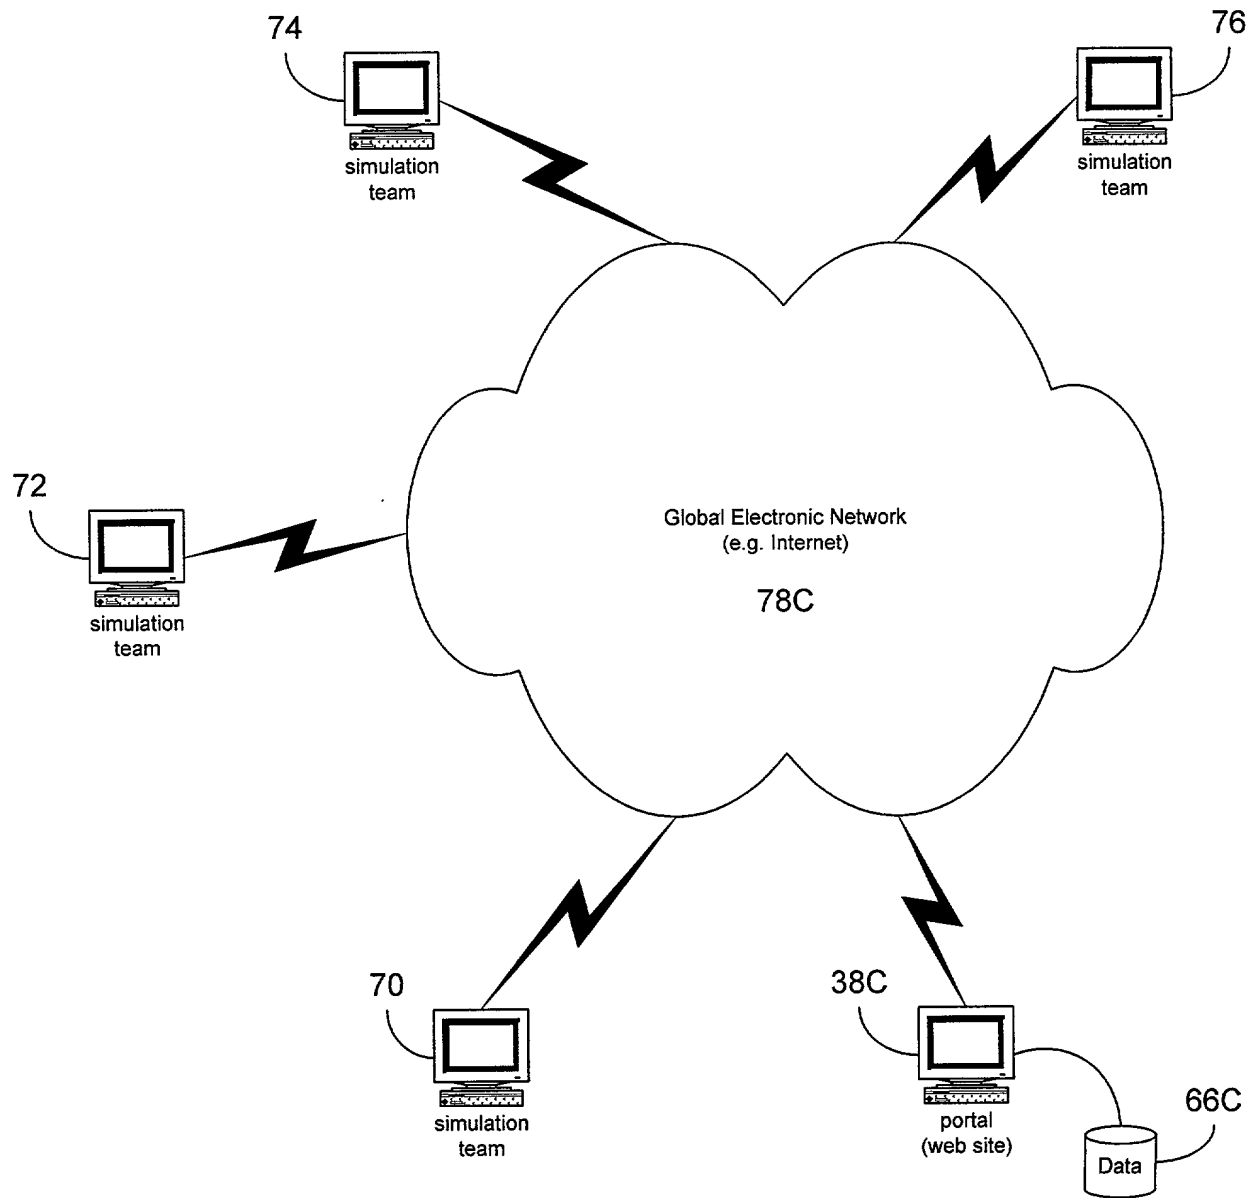 74
simulation
team
76
simulation
team
72
simulation
team
Global Electronic Network
(e.g. Internet)
78C
70
simulation
team
38C
portal
(web site)
66C
Data